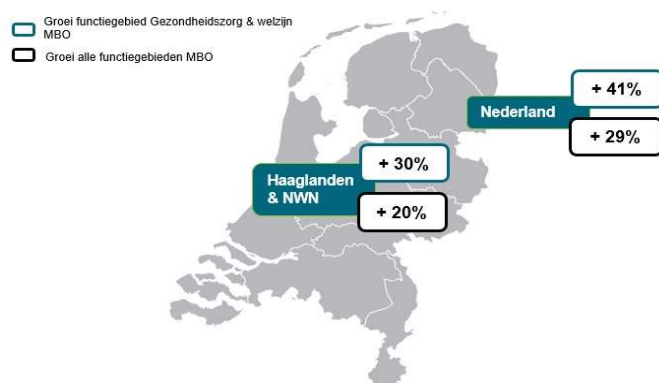 Groei functiegebied Gezondheidszorg & welzijn
MBO
Groei alle functiegebieden MBO
+ 41%
Nederland
+ 29%
+ 30%
Haaglanden
& NWN
+ 20%